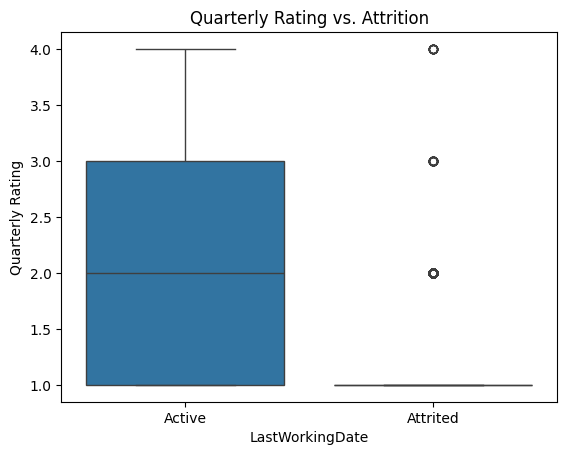 Quarterly Rating vs. Attrition
4.0
3.5
3.0
2.5
2.0
1.5
1.0
Quarterly Rating
Active
Attrited
LastWorkingDate